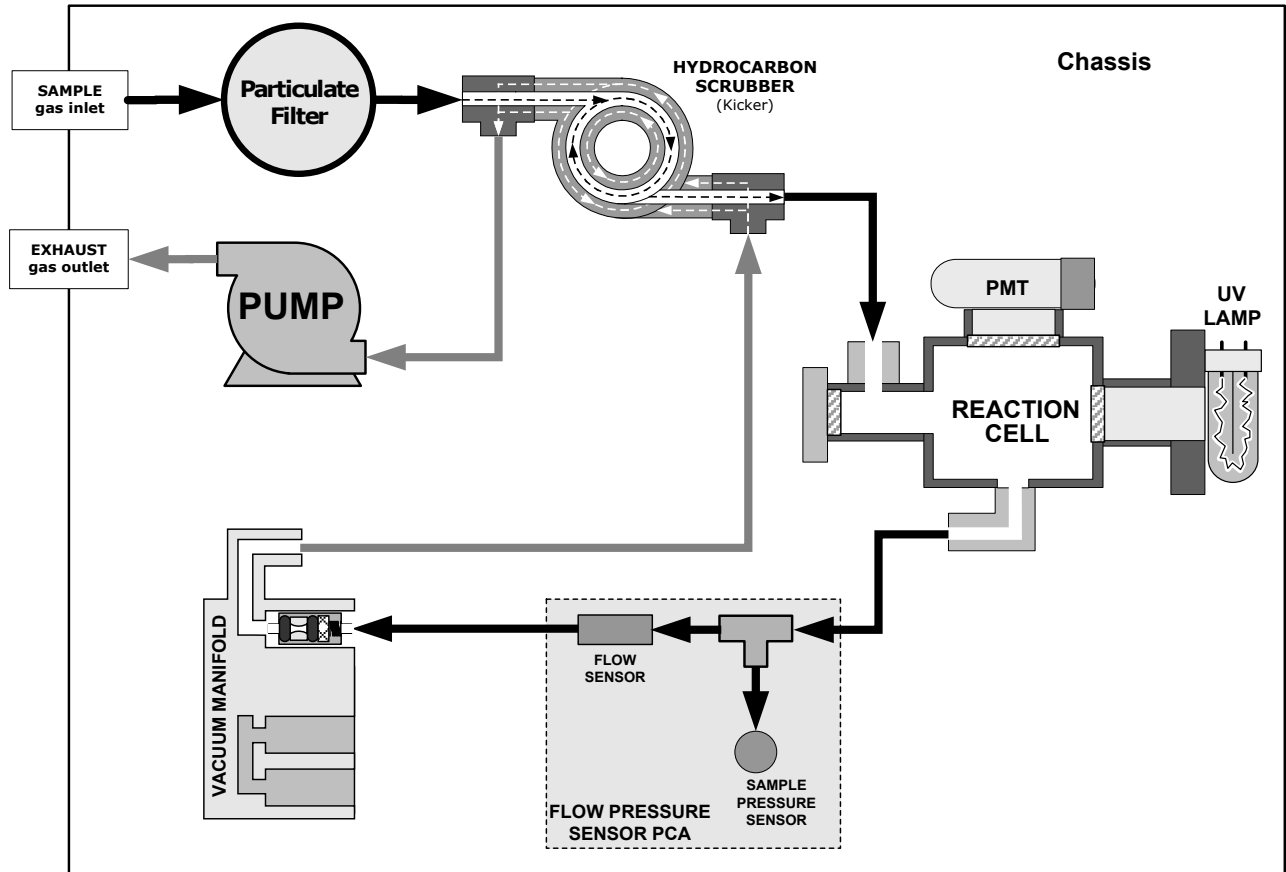 Chassis
HYDROCARBON
SCRUBBER
(Kicker)
SAMPLE
gas inlet
Particulate
Filter
EXHAUST
gas outlet
PUMP
PMT
UV
LAMP
REACTION
CELL
VACUUM MANIFOLD
FLOW
SENSOR
SAMPLE
PRESSURE
SENSOR
FLOW PRESSURE
SENSOR PCA